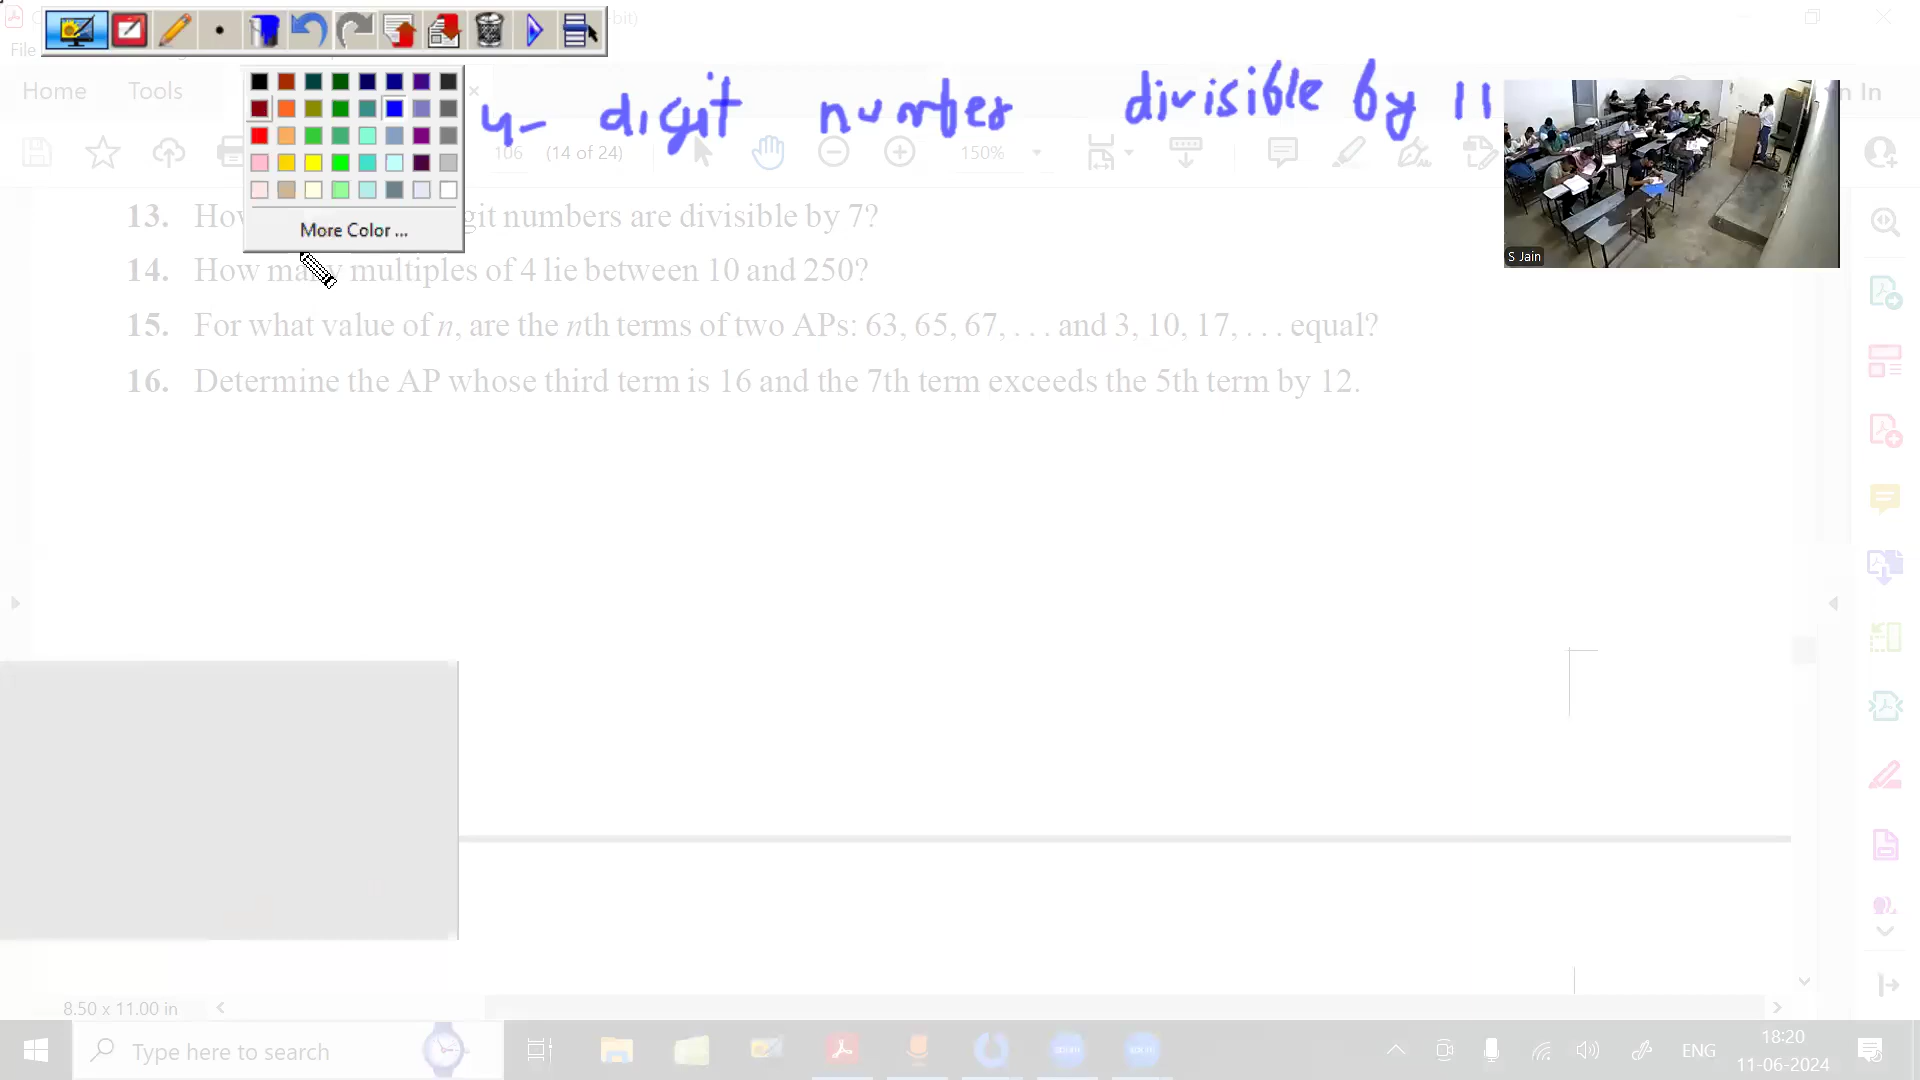 bit)
File
4- digit number divisible by 11
Home Tools
n In
106 (14 of 24) 150%
13. How git numbers are divisible by 7?
More Color ...
S Jain
14. How many multiples of 4 lie between 10 and 250?
15. For what value of n, are the nth terms of two APs: 63, 65, 67, . . . and 3, 10, 17, . . . equal?
16. Determine the AP whose third term is 16 and the 7th term exceeds the 5th term by 12.
8.50 x 11.00 in
Type here to search
ENG
18:20
11-06-2024